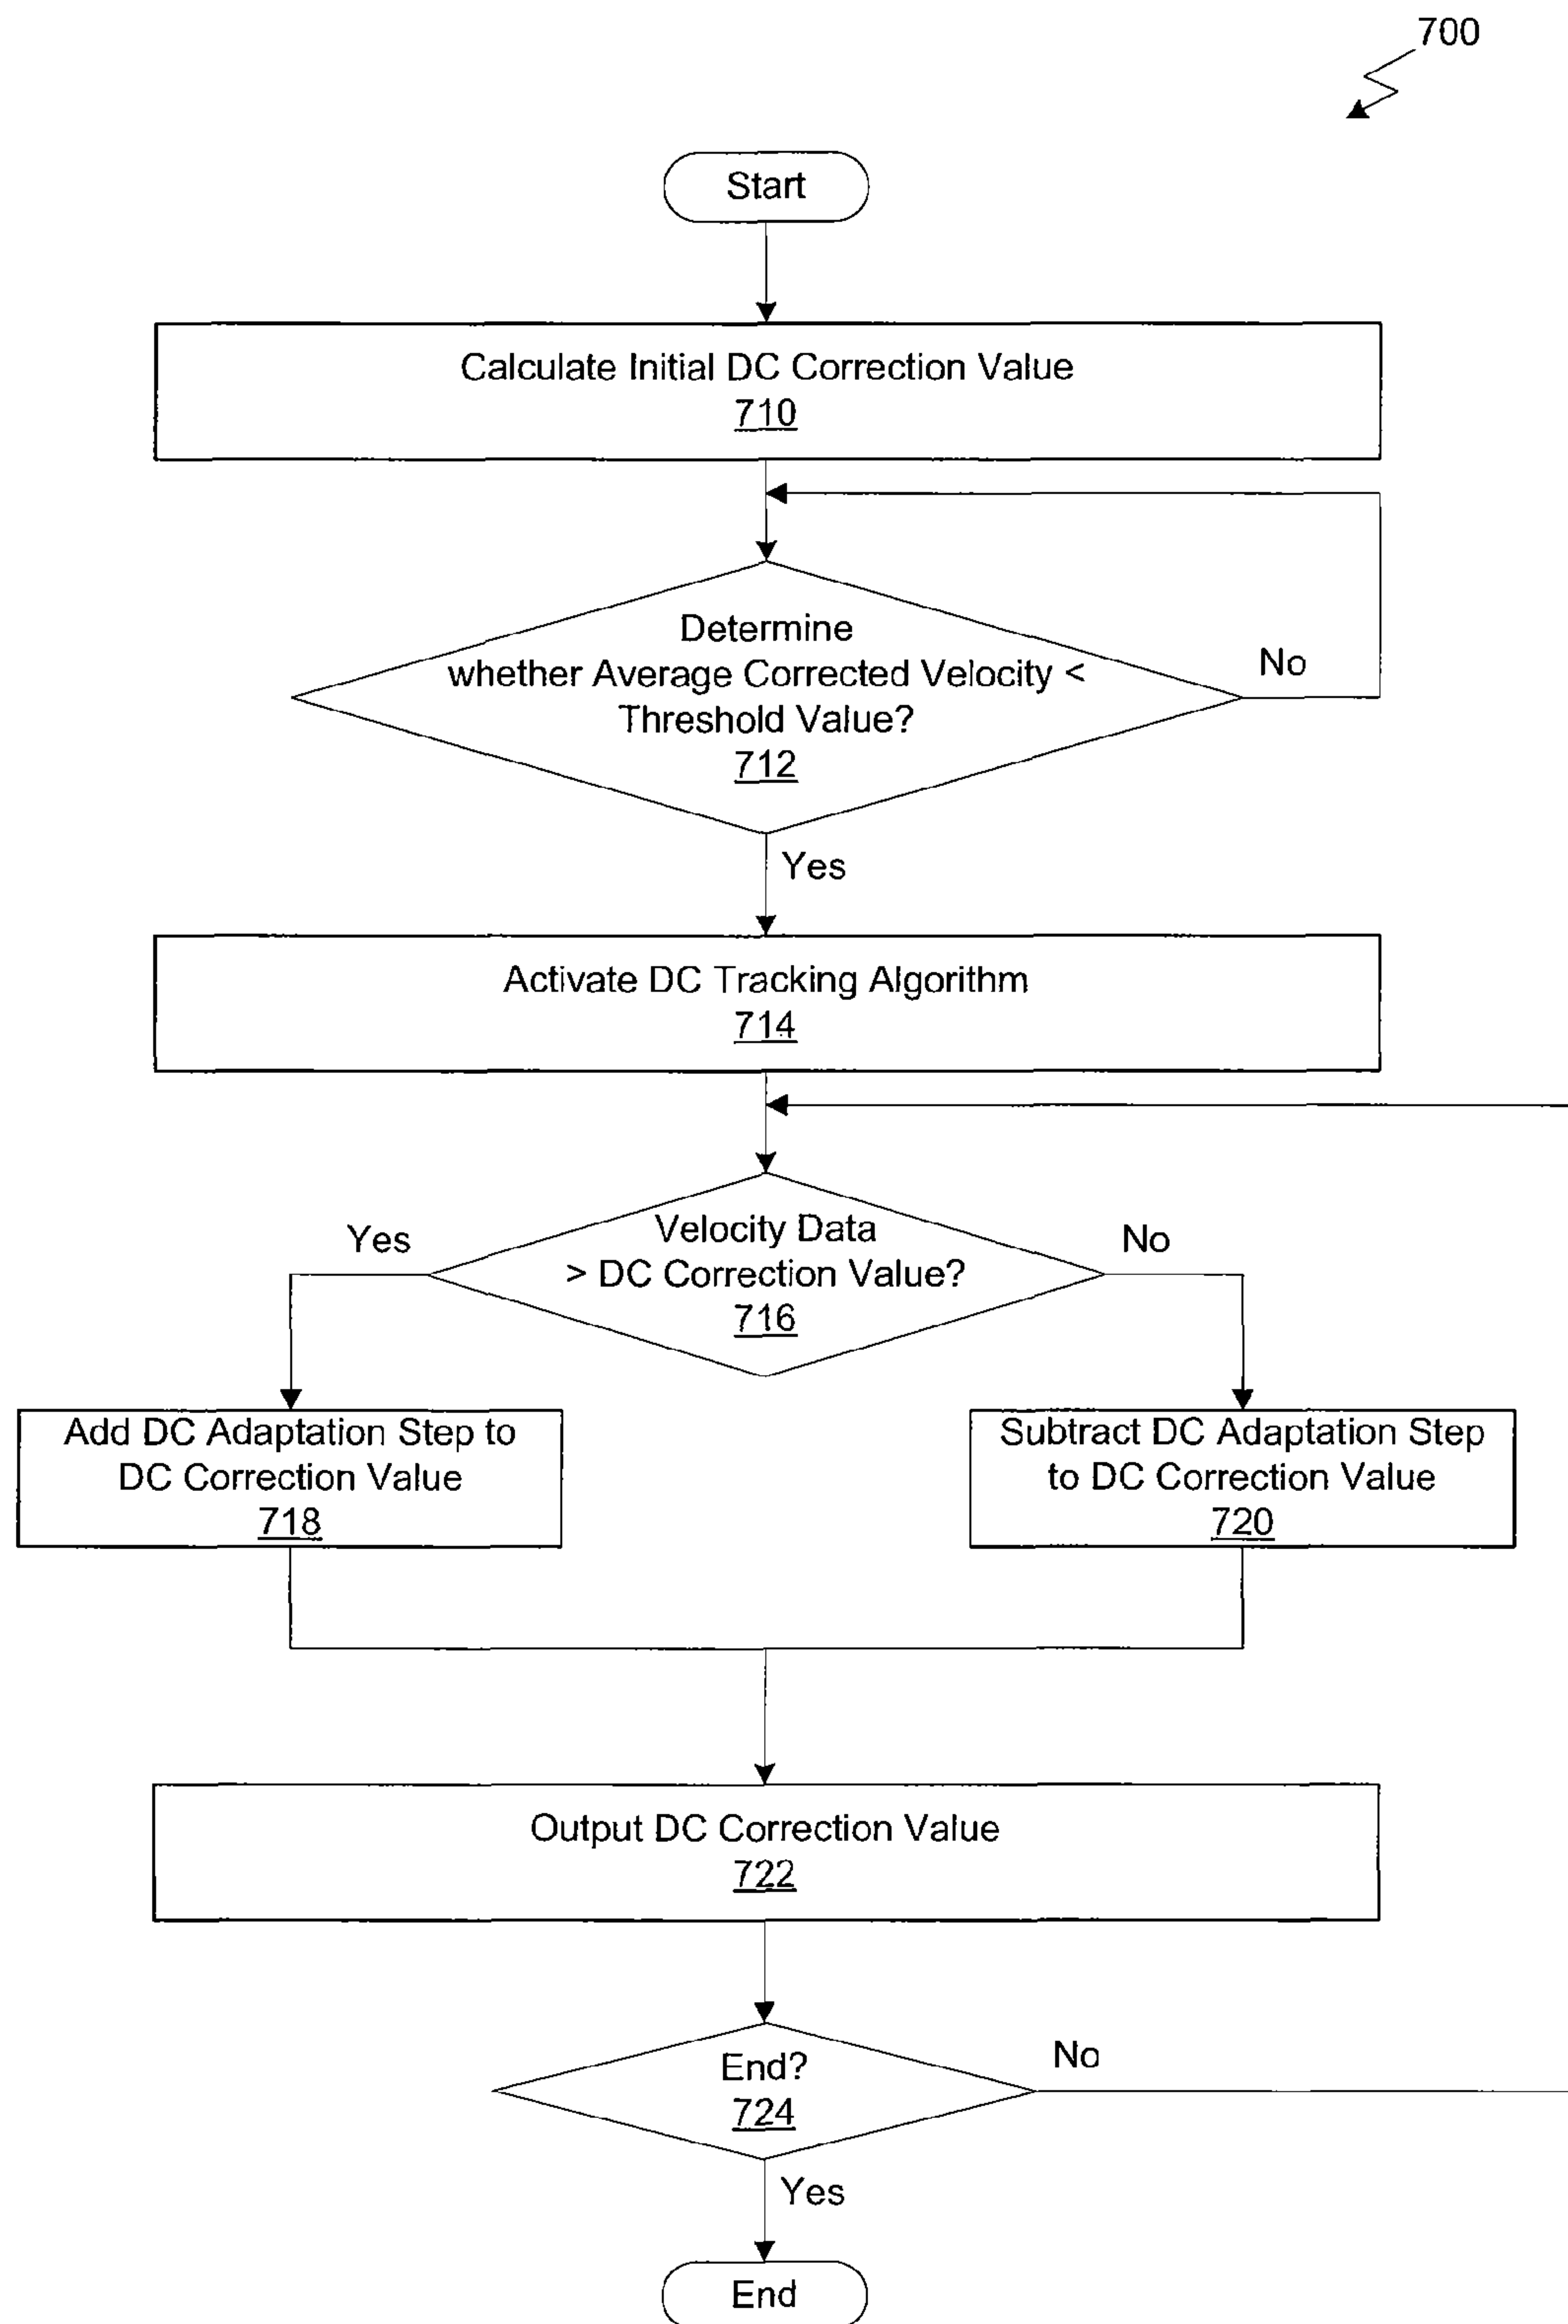 700
Start
Calculate Initial DC Correction Value
710
Determine
whether Average Corrected Velocity <
Threshold Value?
712
No
Yes
Activate DC Tracking Algorithm
714
Velocity Data
> DC Correction Value?
716
Yes
No
Add DC Adaptation Step to
DC Correction Value
718
Subtract DC Adaptation Step
to DC Correction Value
720
Output DC Correction Value
722
End?
724
No
Yes
End